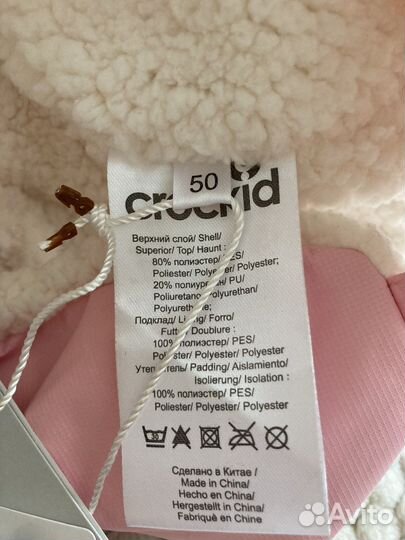 50
crockid
Верхний слой/ Shell/
Superior/ Top/ Haunt :
80% полиэстер/ PES/
Poliester/ Polyester/ Polyester;
20% полиуретан/ PU/
Poliuretano/ Polyurethan/
Polyurethene;
Подклад/ Lining/ Forro/
Futter/ Doublure :
100% полиэстер/ PES/
Poliester/ Polyester/ Polyester
Утеплитель/ Padding/ Aislamiento/
Isolierung/ Isolation :
100% полиэстер/ PES/
Poliester/ Polyester/ Polyester
Сделано в Китае /
Made in China/
Hecho en China/
Hergestellt in China/
Fabriqué en Chine
Avito